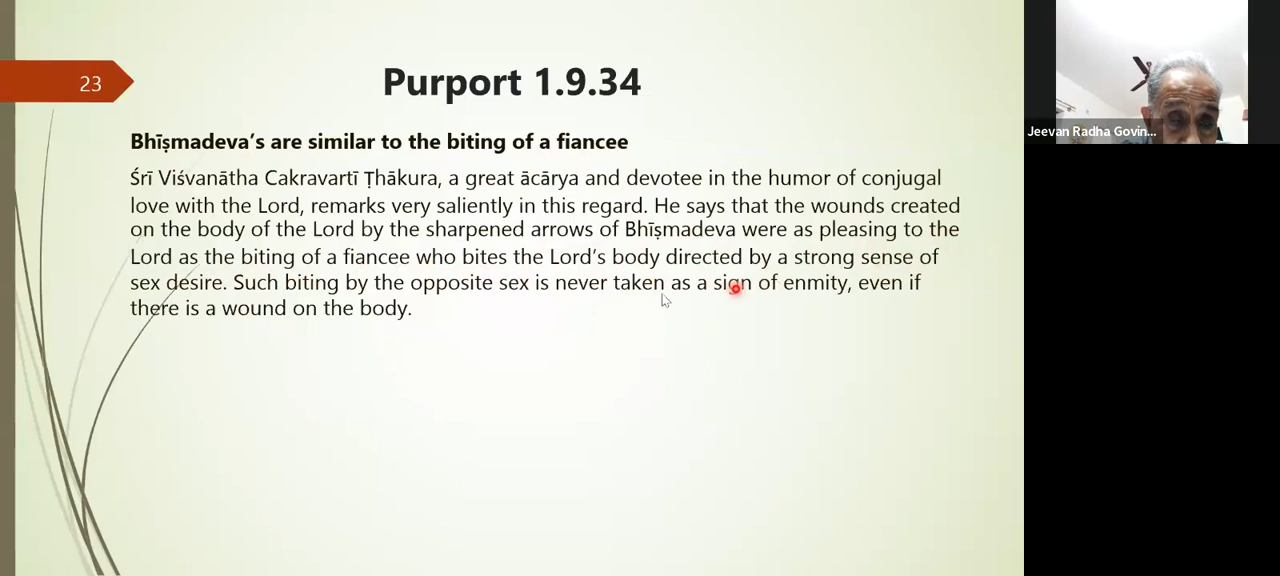 23
Purport 1.9.34
Bhīṣmadeva’s are similar to the biting of a fiancee
Śrī Viśvanātha Cakravartī Ṭhākura, a great ācārya and devotee in the humor of conjugal
love with the Lord, remarks very saliently in this regard. He says that the wounds created
on the body of the Lord by the sharpened arrows of Bhīṣmadeva were as pleasing to the
Lord as the biting of a fiancee who bites the Lord’s body directed by a strong sense of
sex desire. Such biting by the opposite sex is never taken as a sign of enmity, even if
there is a wound on the body.
Jeevan Radha Govin...